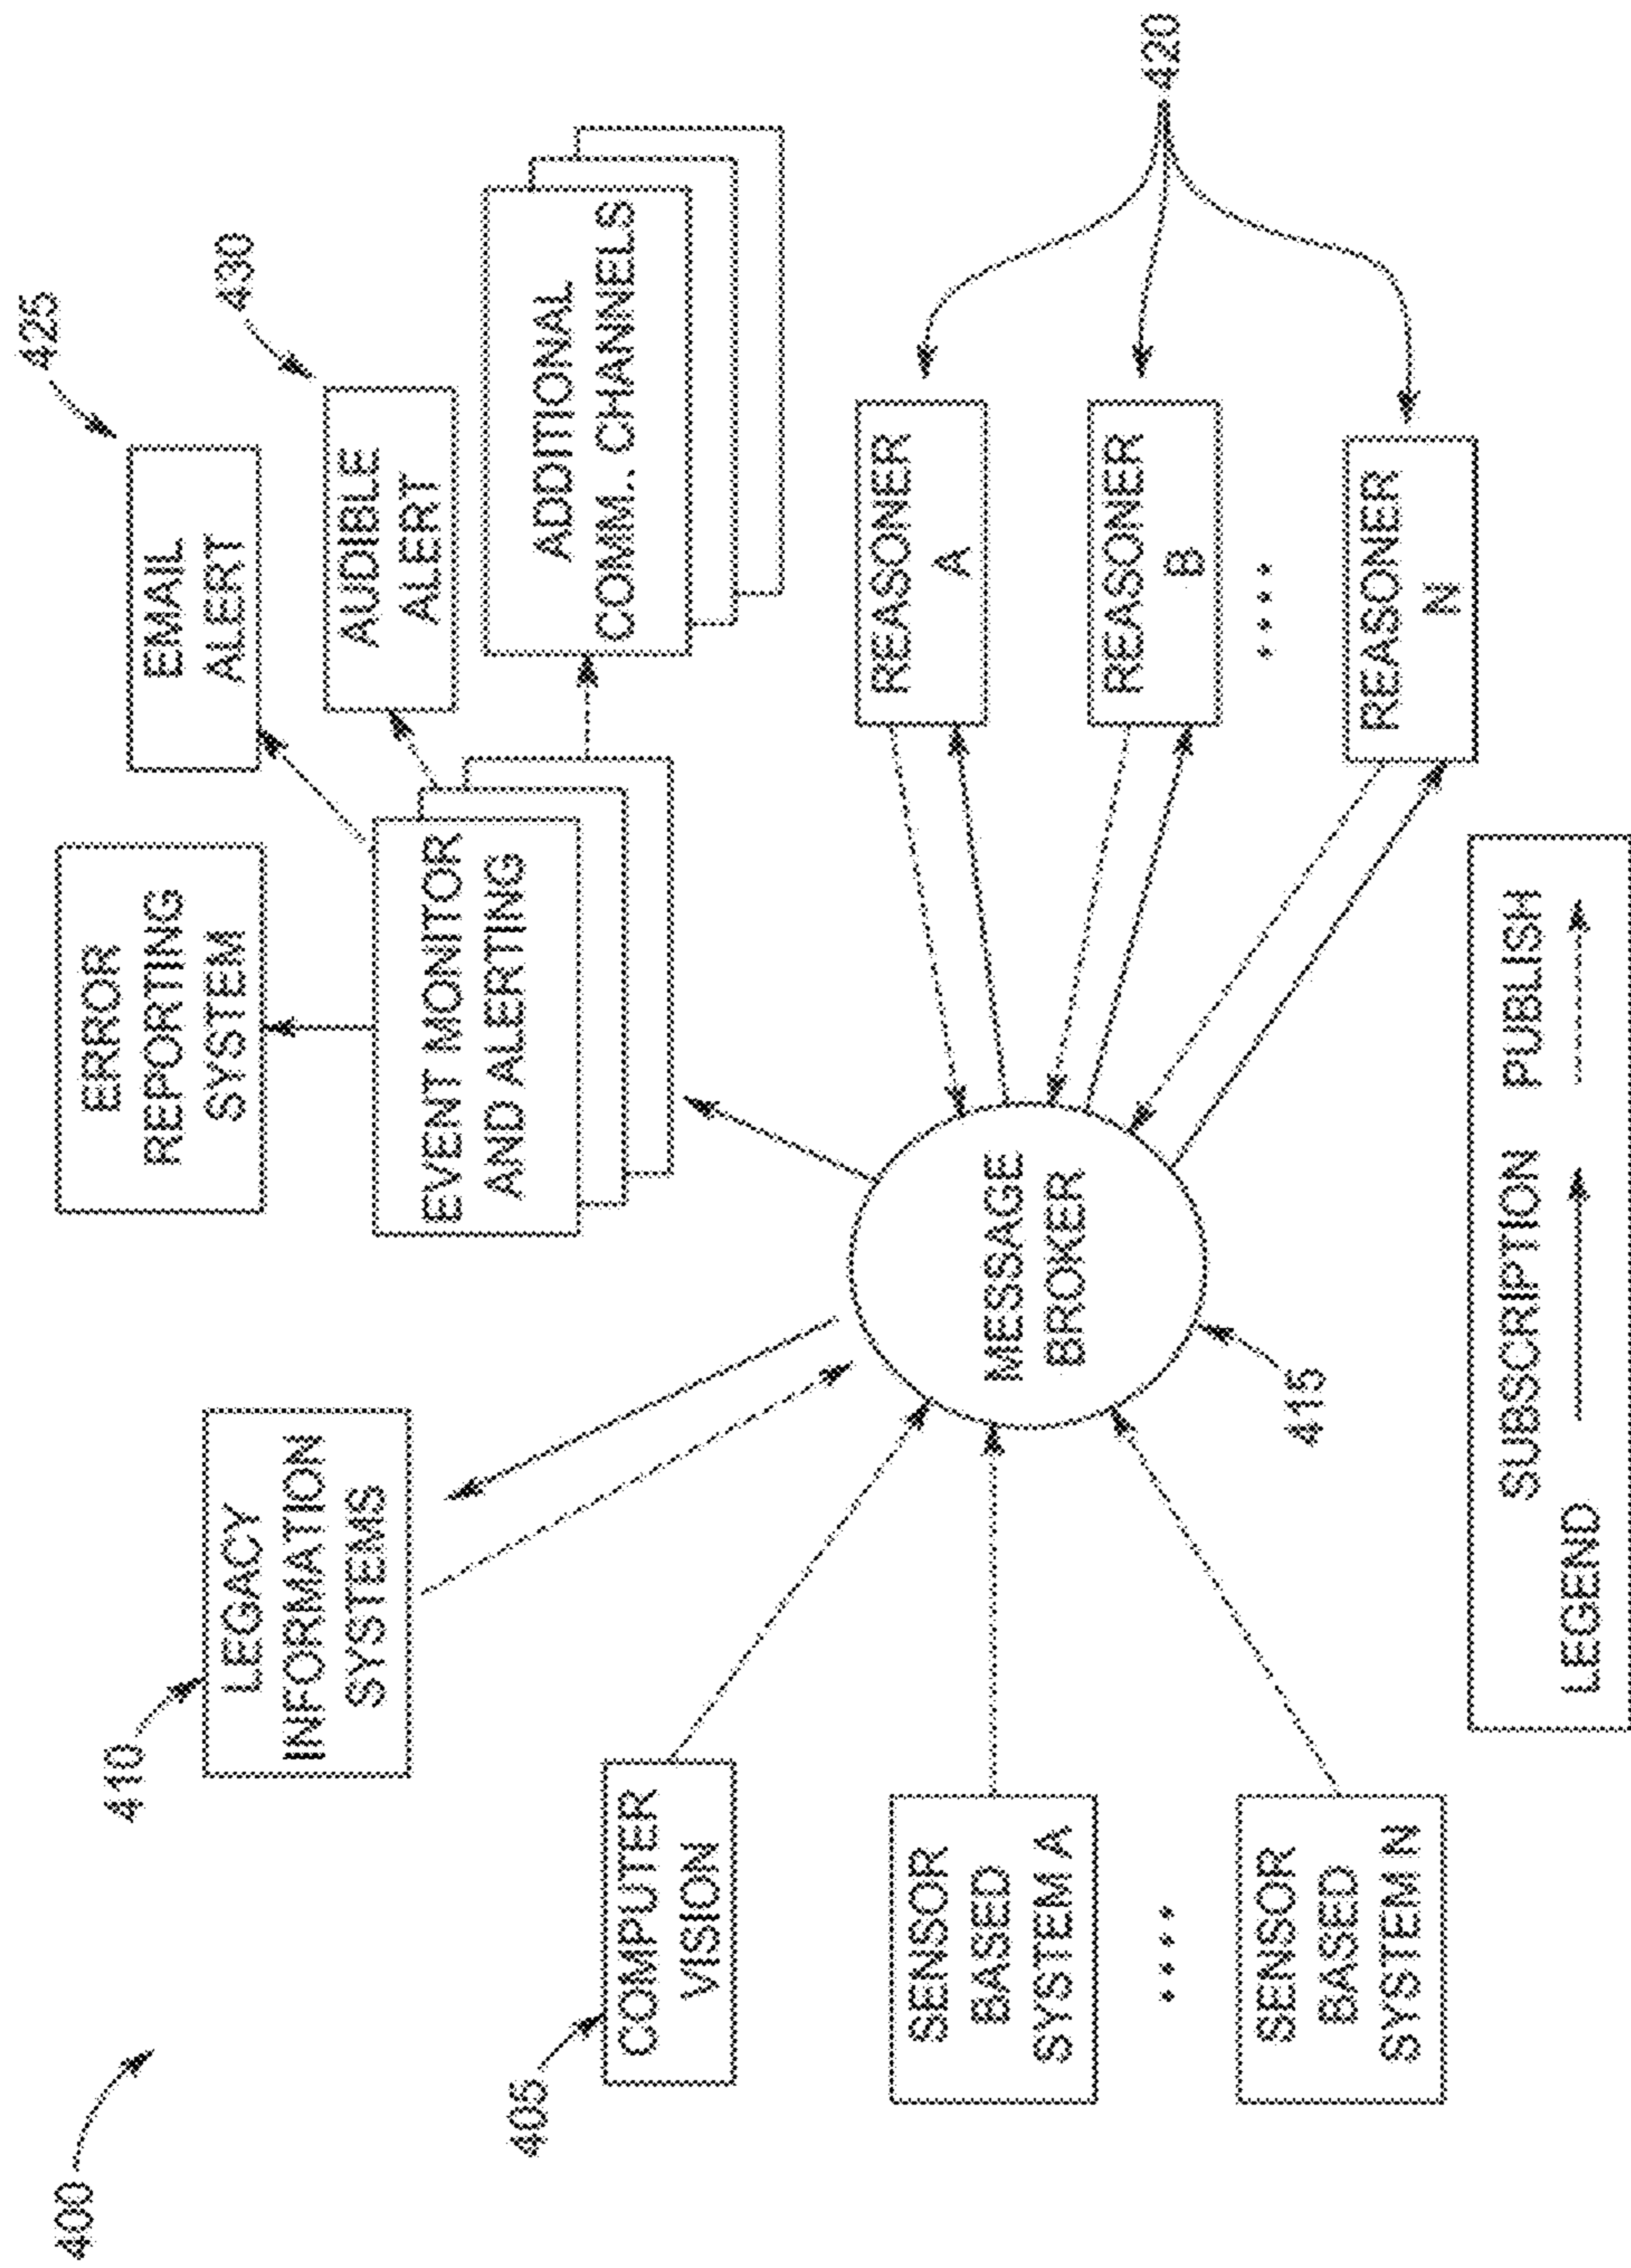 400
410
LEGACY
INFORMATION
SYSTEMS
ERROR
REPORTING
SYSTEM
425
EMAIL
ALERT
430
AUDIBLE
ALERT
EVENT MONITOR
AND ALERTING
ADDITIONAL
COMM.. CHANNELS
405
COMPUTER
VISION
SENSOR
BASED
SYSTEM A
....
SENSOR
BASED
SYSTEM N
MESSAGE
BROKER
415
REASONER
A
REASONER
B
....
REASONER
N
420
SUBSCRIPTION PUBLISH
LEGEND